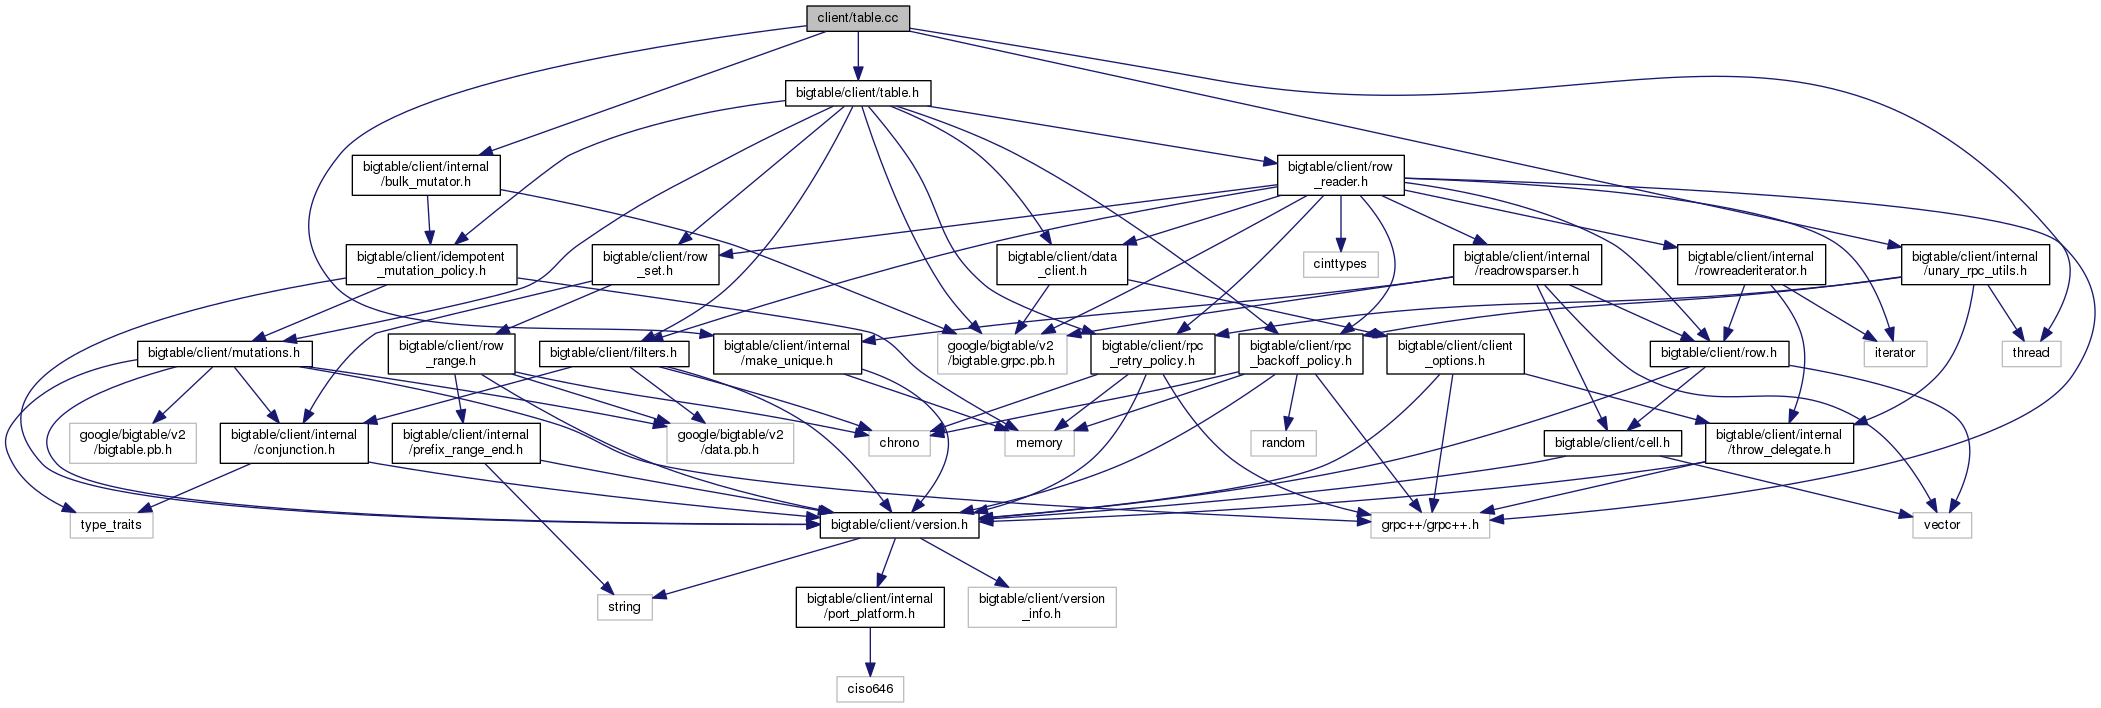 client/table.cc
bigtable/client/table.h
bigtable/client/internal
/bulk_mutator.h
bigtable/client/row
_reader.h
bigtable/client/idempotent
_mutation_policy.h
bigtable/client/row
_set.h
bigtable/client/data
_client.h
cinttypes
bigtable/client/internal
/readrowsparser.h
bigtable/client/internal
/rowreaderiterator.h
bigtable/client/internal
/unary_rpc_utils.h
bigtable/client/mutations.h
bigtable/client/row
_range.h
bigtable/client/filters.h
bigtable/client/internal
/make_unique.h
google/bigtable/v2
/bigtable.grpc.pb.h
bigtable/client/rpc
_retry_policy.h
bigtable/client/rpc
_backoff_policy.h
bigtable/client/client
_options.h
bigtable/client/row.h
iterator
thread
google/bigtable/v2
/bigtable.pb.h
bigtable/client/internal
/conjunction.h
bigtable/client/internal
/prefix_range_end.h
google/bigtable/v2
/data.pb.h
chrono
memory
random
bigtable/client/cell.h
bigtable/client/internal
/throw_delegate.h
type_traits
bigtable/client/version.h
grpc++/grpc++.h
vector
string
bigtable/client/internal
/port_platform.h
bigtable/client/version
_info.h
ciso646